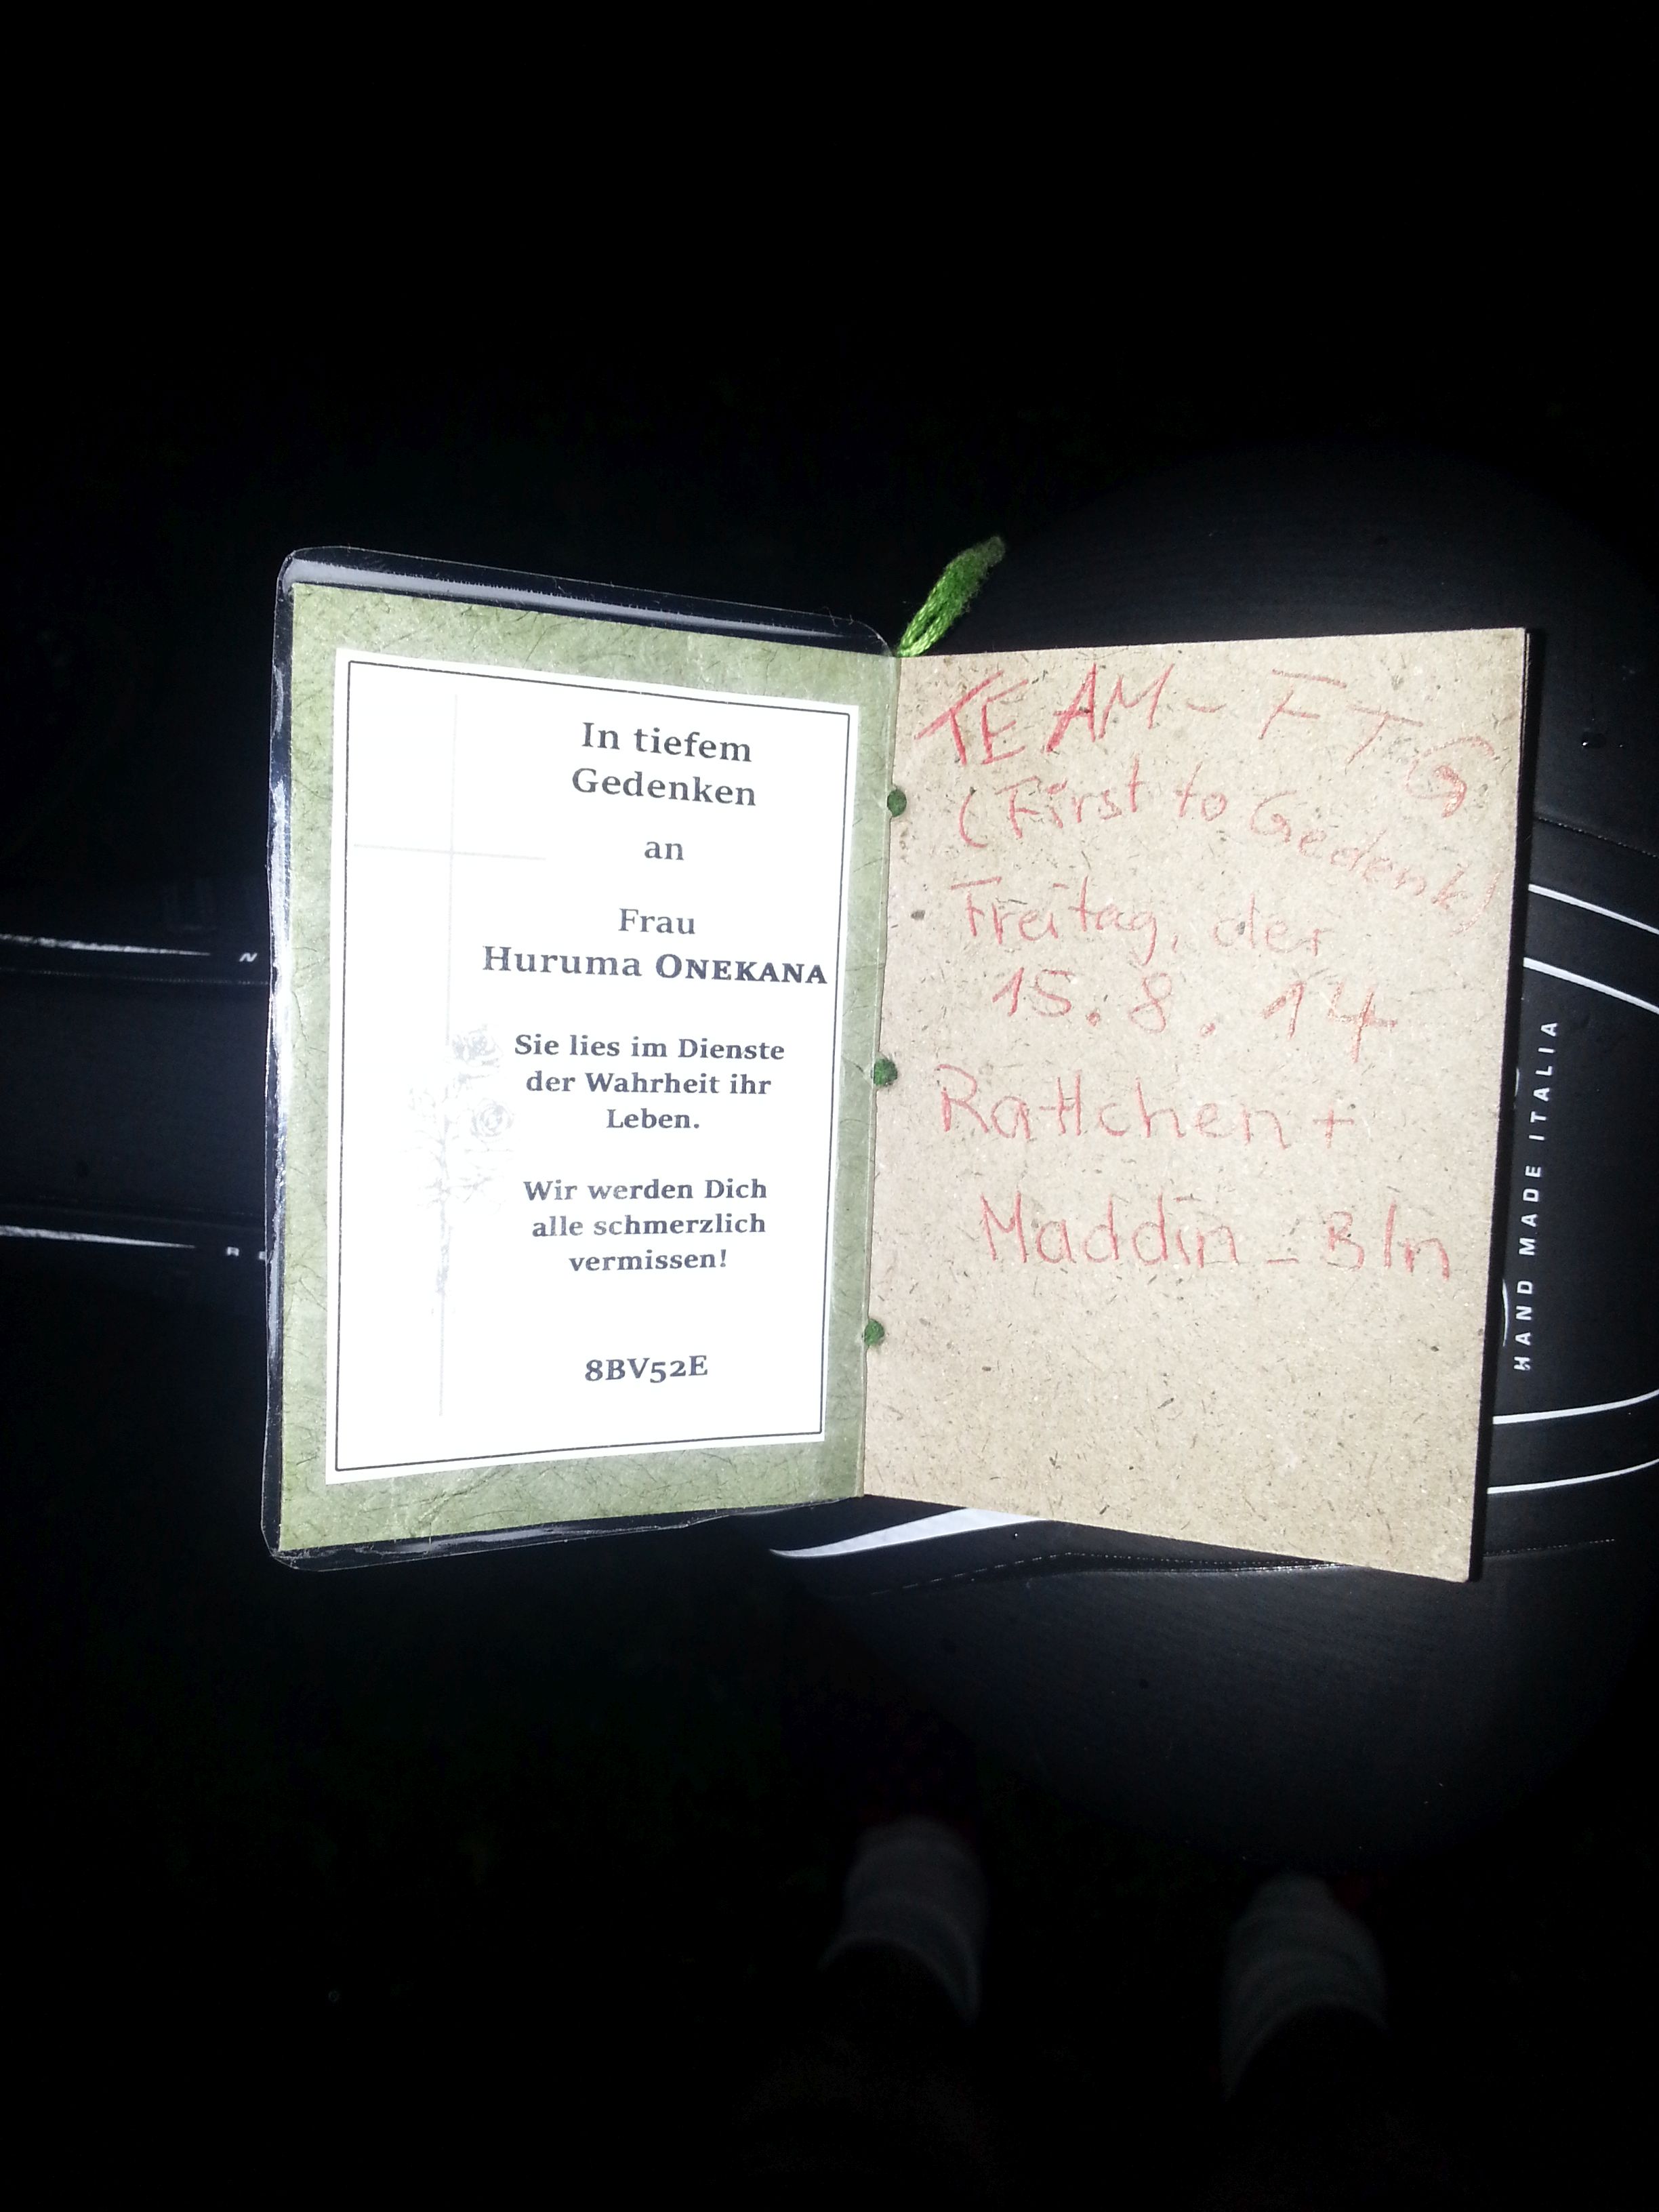 In tiefem
Gedenken
an
Frau
Huruma ONEKANA
Sie lies im Dienste
der Wahrheit ihr
Leben.
Wir werden Dich
alle schmerzlich
vermissen!
8BV52E
TEAM - FTG
(First to Gedenk)
Freitag, der
15.8.14
Rattchen +
Maddin_Bln
HAND MADE ITALIA